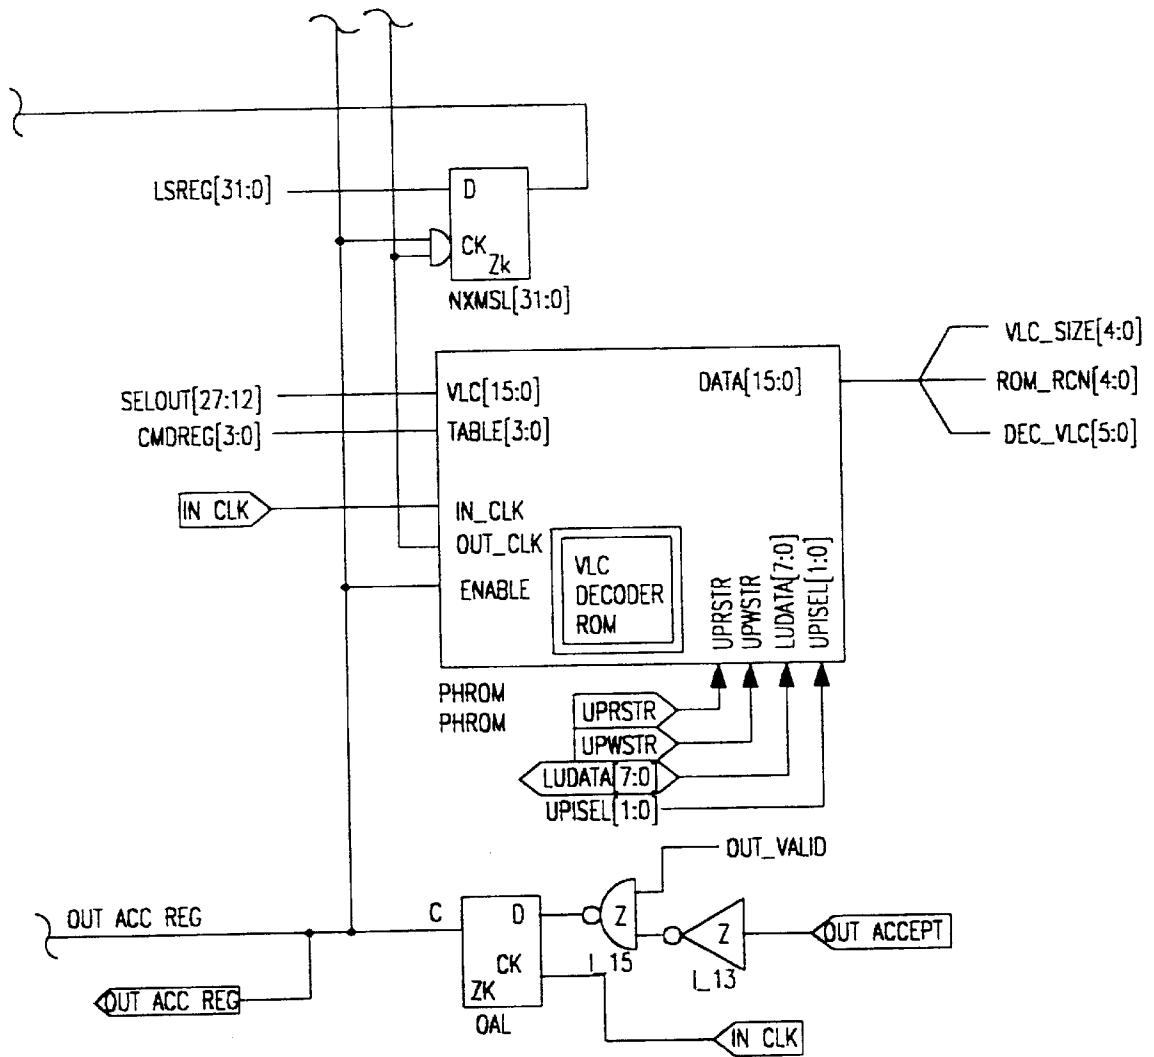 LSREG[31:0]
D
CK
Zk
NXMSL[31:0]
VLC_SIZE[4:0]
SELOUT[27:12]
VLC[15:0]
DATA[15:0]
ROM_RCN[4:0]
CMDREG[3:0]
TABLE[3:0]
DEC_VLC[5:0]
IN CLK
IN_CLK
OUT_CLK
ENABLE
VLC
DECODER
ROM
UPRSTR
UPWSTR
LUDATA[7:0]
UPISEL[1:0]
PHROM
PHROM
UPRSTR
UPWSTR
LUDATA[7:0]
UPISEL[1:0]
OUT_VALID
OUT ACC REG
C
D
Z
Z
OUT ACCEPT
CK
I_15
I_13
ZK
OUT ACC REG
OAL
IN CLK